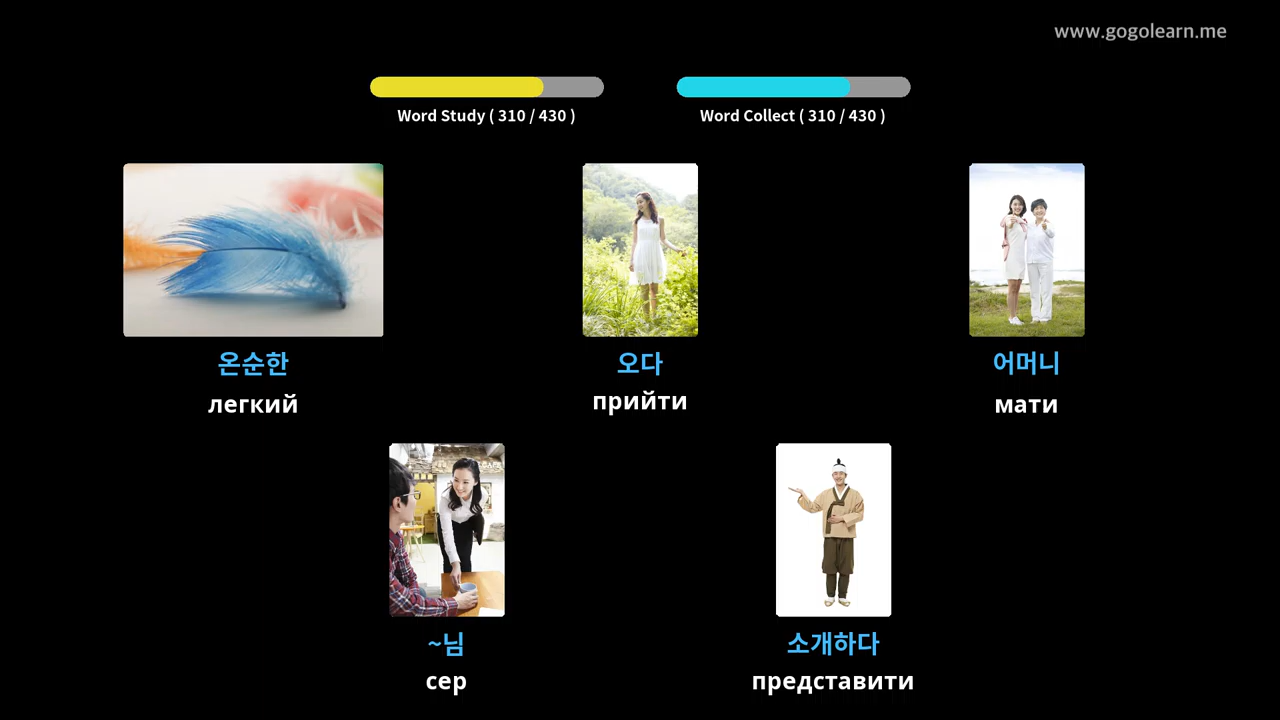 www.gogolearn.me
Word Study ( 310 / 430 )
Word Collect ( 310 / 430 )
온순한
легкий
오다
прийти
어머니
мати
~님
сер
소개하다
представити